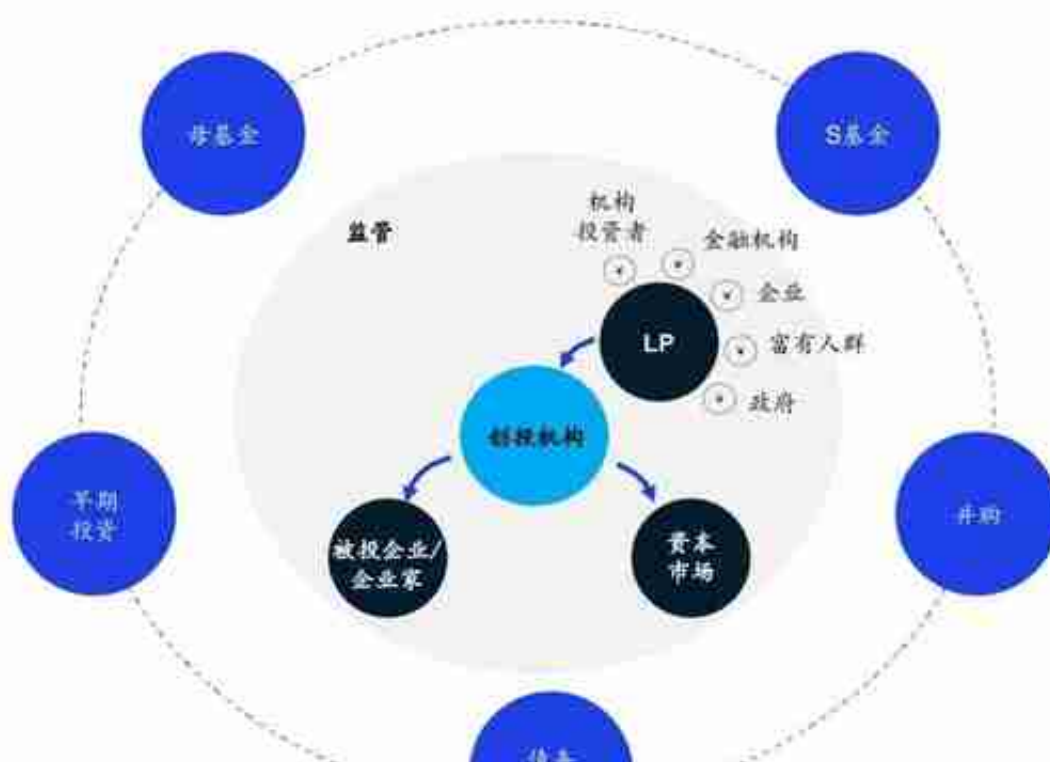 母基金
S基金
监管
机构
投资者
金融机构
企业
富有人群
政府
LP
创投机构
早期
投资
被投企业/
企业家
资本
市场
并购